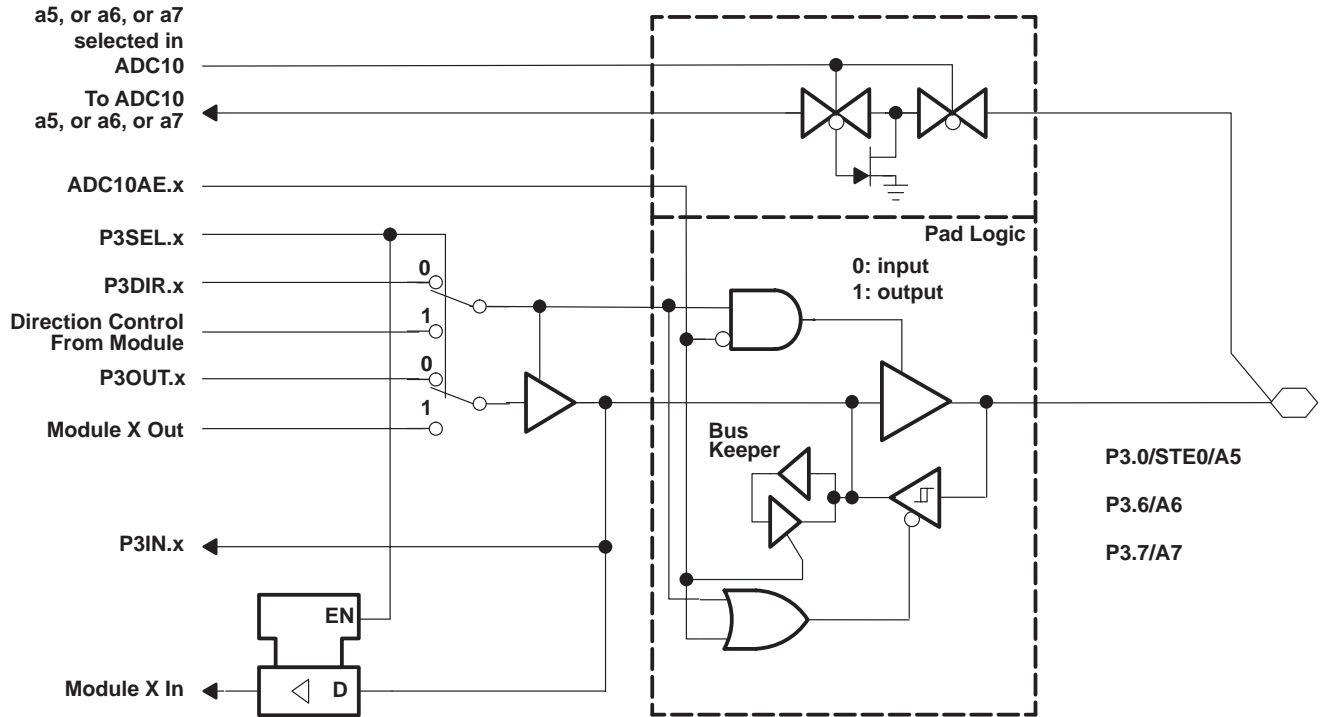 a5, or a6, or a7
selected in
ADC10
To ADC10
a5, or a6, or a7
ADC10AE.x
P3SEL.x
Pad Logic
0: input
1: output
0
P3DIR.x
1
Direction Control
From Module
0
P3OUT.x
1
Module X Out
Bus
Keeper
P3.0/STE0/A5
P3.6/A6
P3.7/A7
P3IN.x
EN
D
Module X In